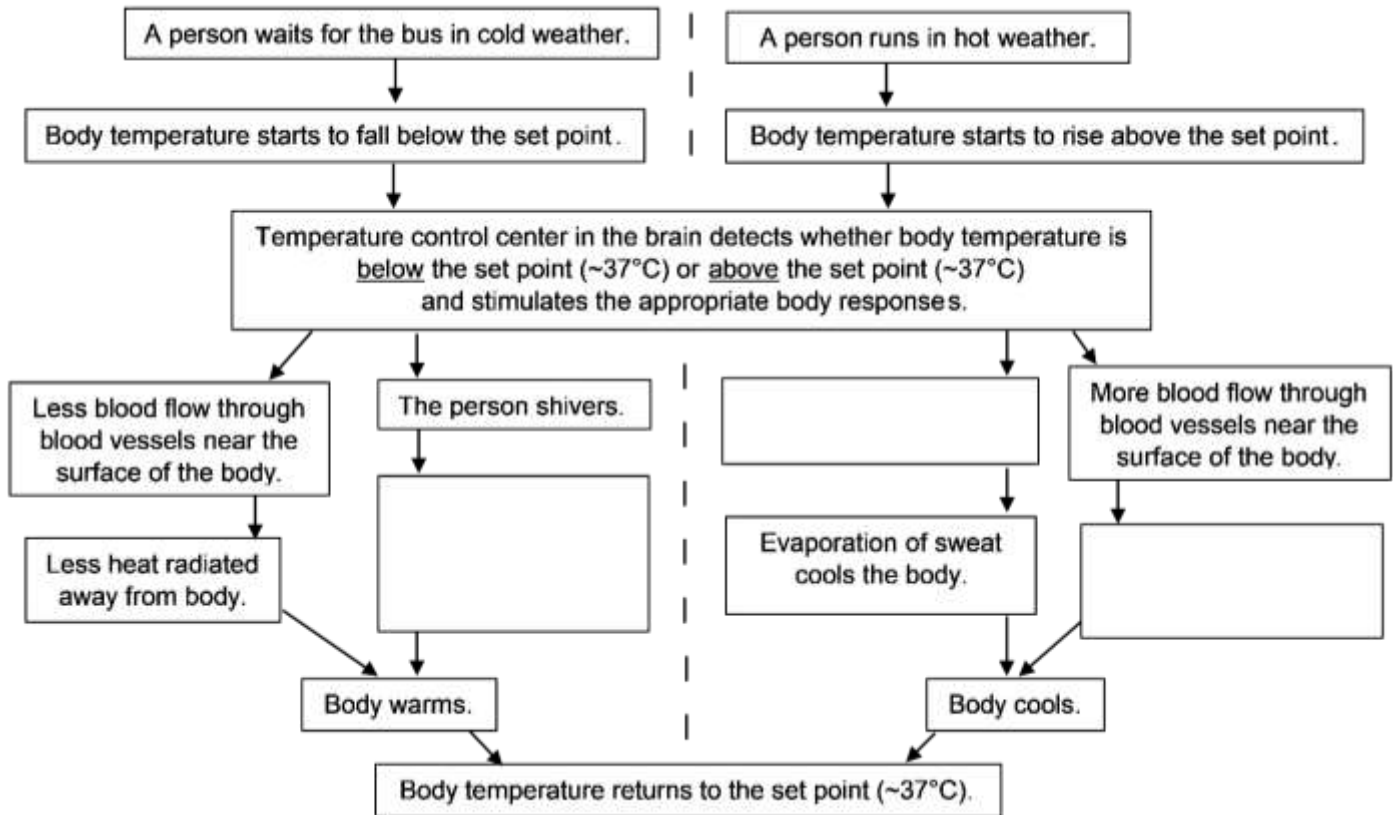 A person waits for the bus in cold weather.
A person runs in hot weather.
Body temperature starts to fall below the set point.
Body temperature starts to rise above the set point.
Temperature control center in the brain detects whether body temperature is
below the set point (~37°C) or above the set point (~37°C)
and stimulates the appropriate body responses.
Less blood flow through
blood vessels near the
surface of the body.
The person shivers.
More blood flow through
blood vessels near the
surface of the body.
Less heat radiated
away from body.
Evaporation of sweat
cools the body.
Body warms.
Body cools.
Body temperature returns to the set point (~37°C).